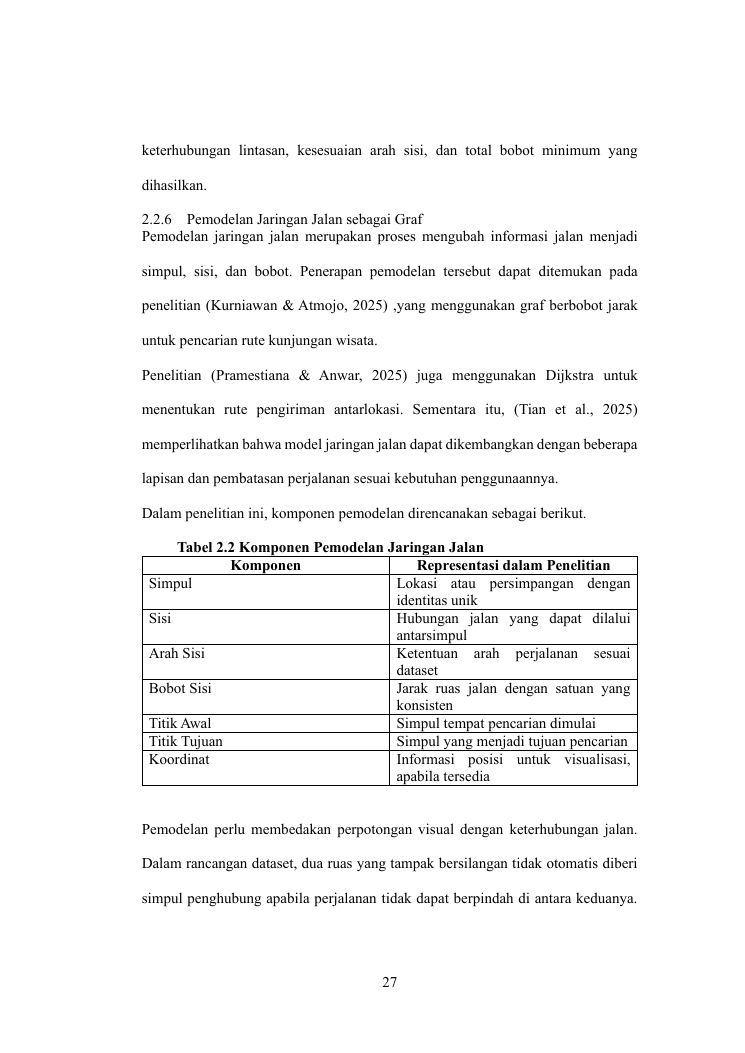 keterhubungan lintasan, kesesuaian arah sisi, dan total bobot minimum yang
dihasilkan.
2.2.6 Pemodelan Jaringan Jalan sebagai Graf
Pemodelan jaringan jalan merupakan proses mengubah informasi jalan menjadi
simpul, sisi, dan bobot. Penerapan pemodelan tersebut dapat ditemukan pada
penelitian (Kurniawan & Atmojo, 2025) ,yang menggunakan graf berbobot jarak
untuk pencarian rute kunjungan wisata.
Penelitian (Pramestiana & Anwar, 2025) juga menggunakan Dijkstra untuk
menentukan rute pengiriman antarlokasi. Sementara itu, (Tian et al., 2025)
memperlihatkan bahwa model jaringan jalan dapat dikembangkan dengan beberapa
lapisan dan pembatasan perjalanan sesuai kebutuhan penggunaannya.
Dalam penelitian ini, komponen pemodelan direncanakan sebagai berikut.
Tabel 2.2 Komponen Pemodelan Jaringan Jalan
Komponen Representasi dalam Penelitian
Simpul Lokasi atau persimpangan dengan
identitas unik
Sisi Hubungan jalan yang dapat dilalui
antarsimpul
Arah Sisi Ketentuan arah perjalanan sesuai
dataset
Bobot Sisi Jarak ruas jalan dengan satuan yang
konsisten
Titik Awal Simpul tempat pencarian dimulai
Titik Tujuan Simpul yang menjadi tujuan pencarian
Koordinat Informasi posisi untuk visualisasi,
apabila tersedia
Pemodelan perlu membedakan perpotongan visual dengan keterhubungan jalan.
Dalam rancangan dataset, dua ruas yang tampak bersilangan tidak otomatis diberi
simpul penghubung apabila perjalanan tidak dapat berpindah di antara keduanya.
27